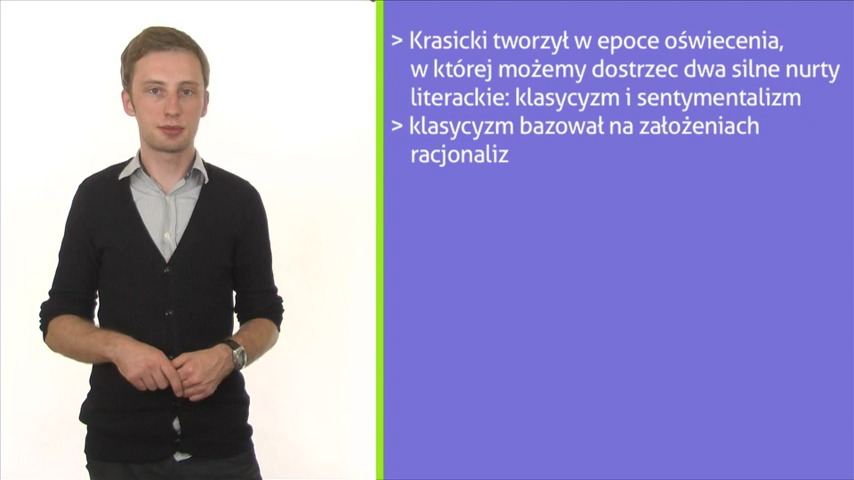 > Krasicki tworzył w epoce oświecenia,
w której możemy dostrzec dwa silne nurty
literackie: klasycyzm i sentymentalizm
> klasycyzm bazował na założeniach
racjonaliz